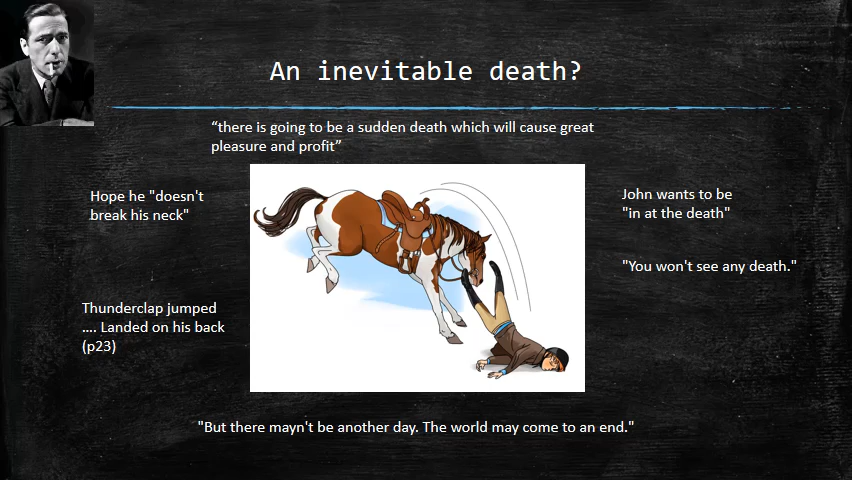 An inevitable death?
“there is going to be a sudden death which will cause great
pleasure and profit”
Hope he "doesn't
break his neck"
John wants to be
"in at the death"
"You won't see any death."
Thunderclap jumped
.... Landed on his back
(p23)
"But there mayn't be another day. The world may come to an end."